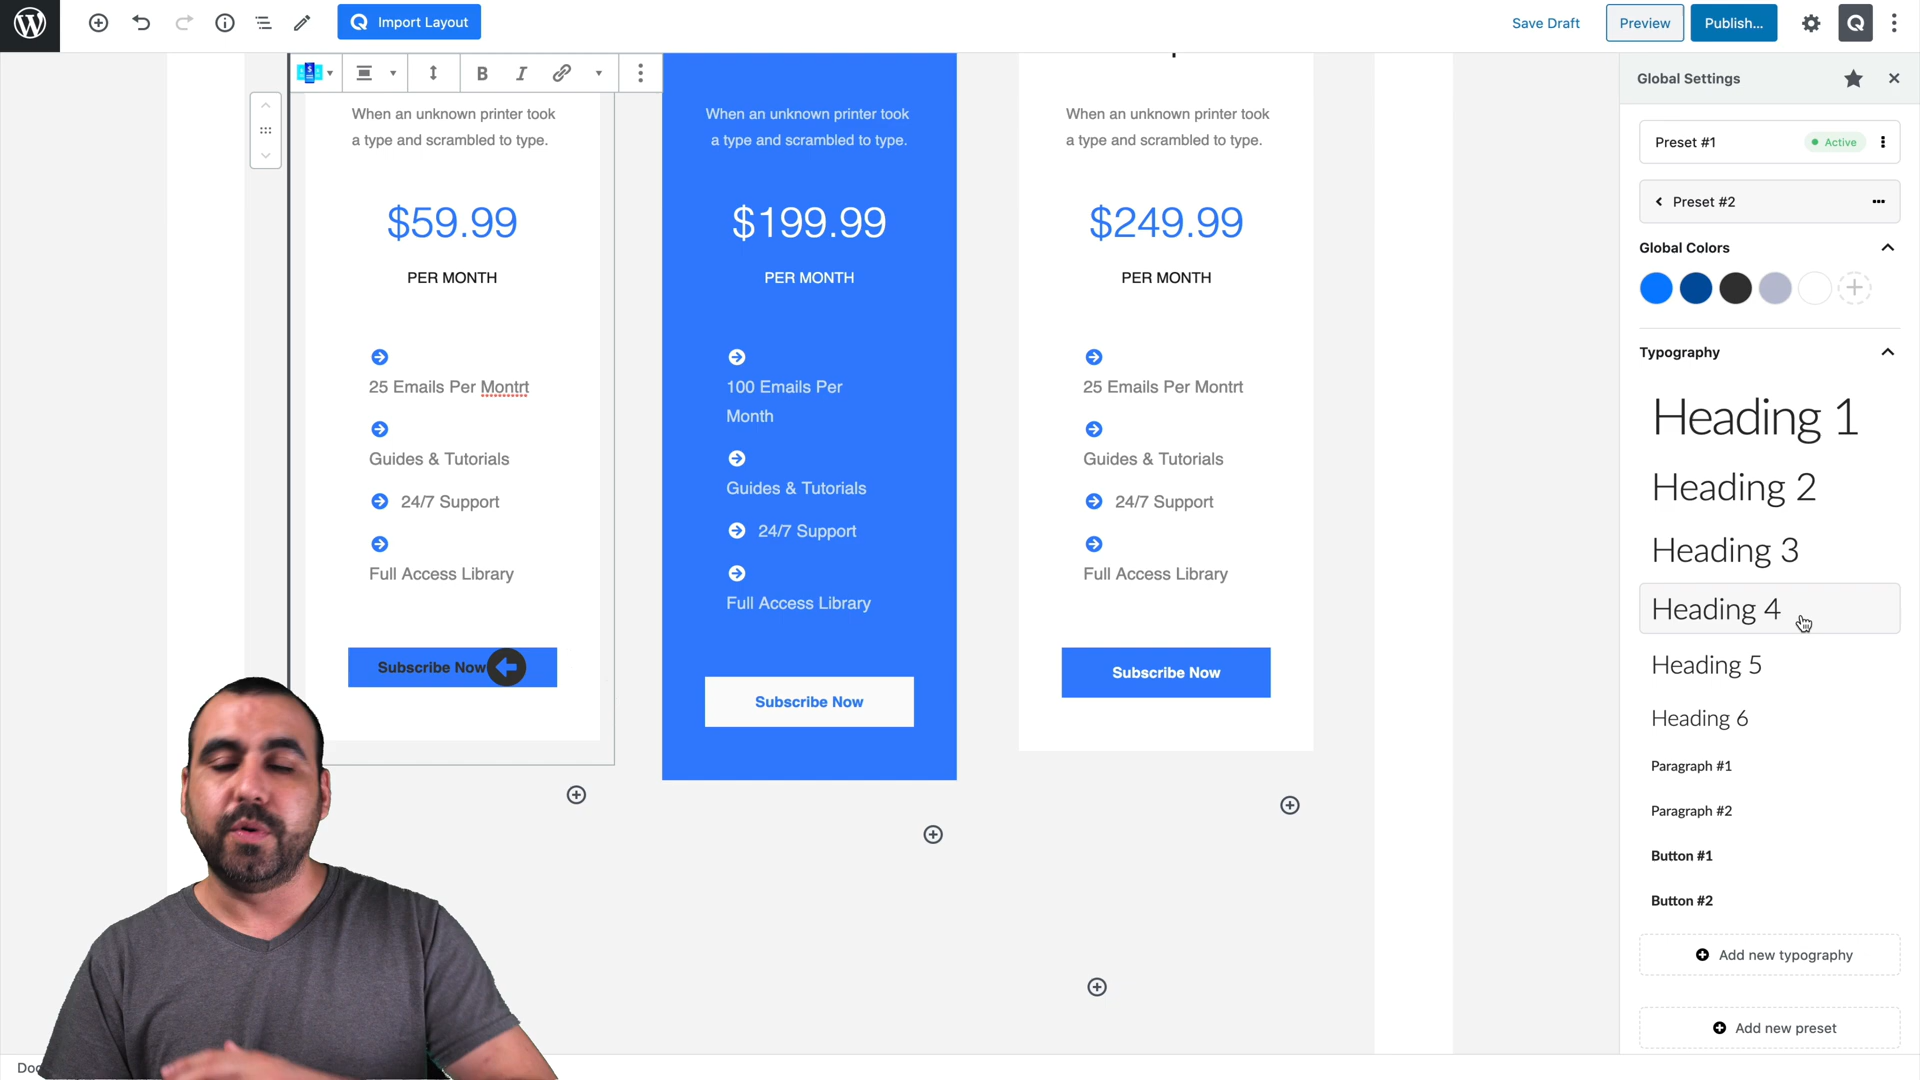 Import Layout
Save Draft
Preview
Publish...
When an unknown printer took
a type and scrambled to type.
$59.99
PER MONTH
25 Emails Per Montrt
Guides & Tutorials
24/7 Support
Full Access Library
Subscribe Now
When an unknown printer took
a type and scrambled to type.
$199.99
PER MONTH
100 Emails Per
Month
Guides & Tutorials
24/7 Support
Full Access Library
Subscribe Now
When an unknown printer took
a type and scrambled to type.
$249.99
PER MONTH
25 Emails Per Montrt
Guides & Tutorials
24/7 Support
Full Access Library
Subscribe Now
Global Settings
Preset #1
Active
Preset #2
Global Colors
Typography
Heading 1
Heading 2
Heading 3
Heading 4
Heading 5
Heading 6
Paragraph #1
Paragraph #2
Button #1
Button #2
Add new typography
Add new preset